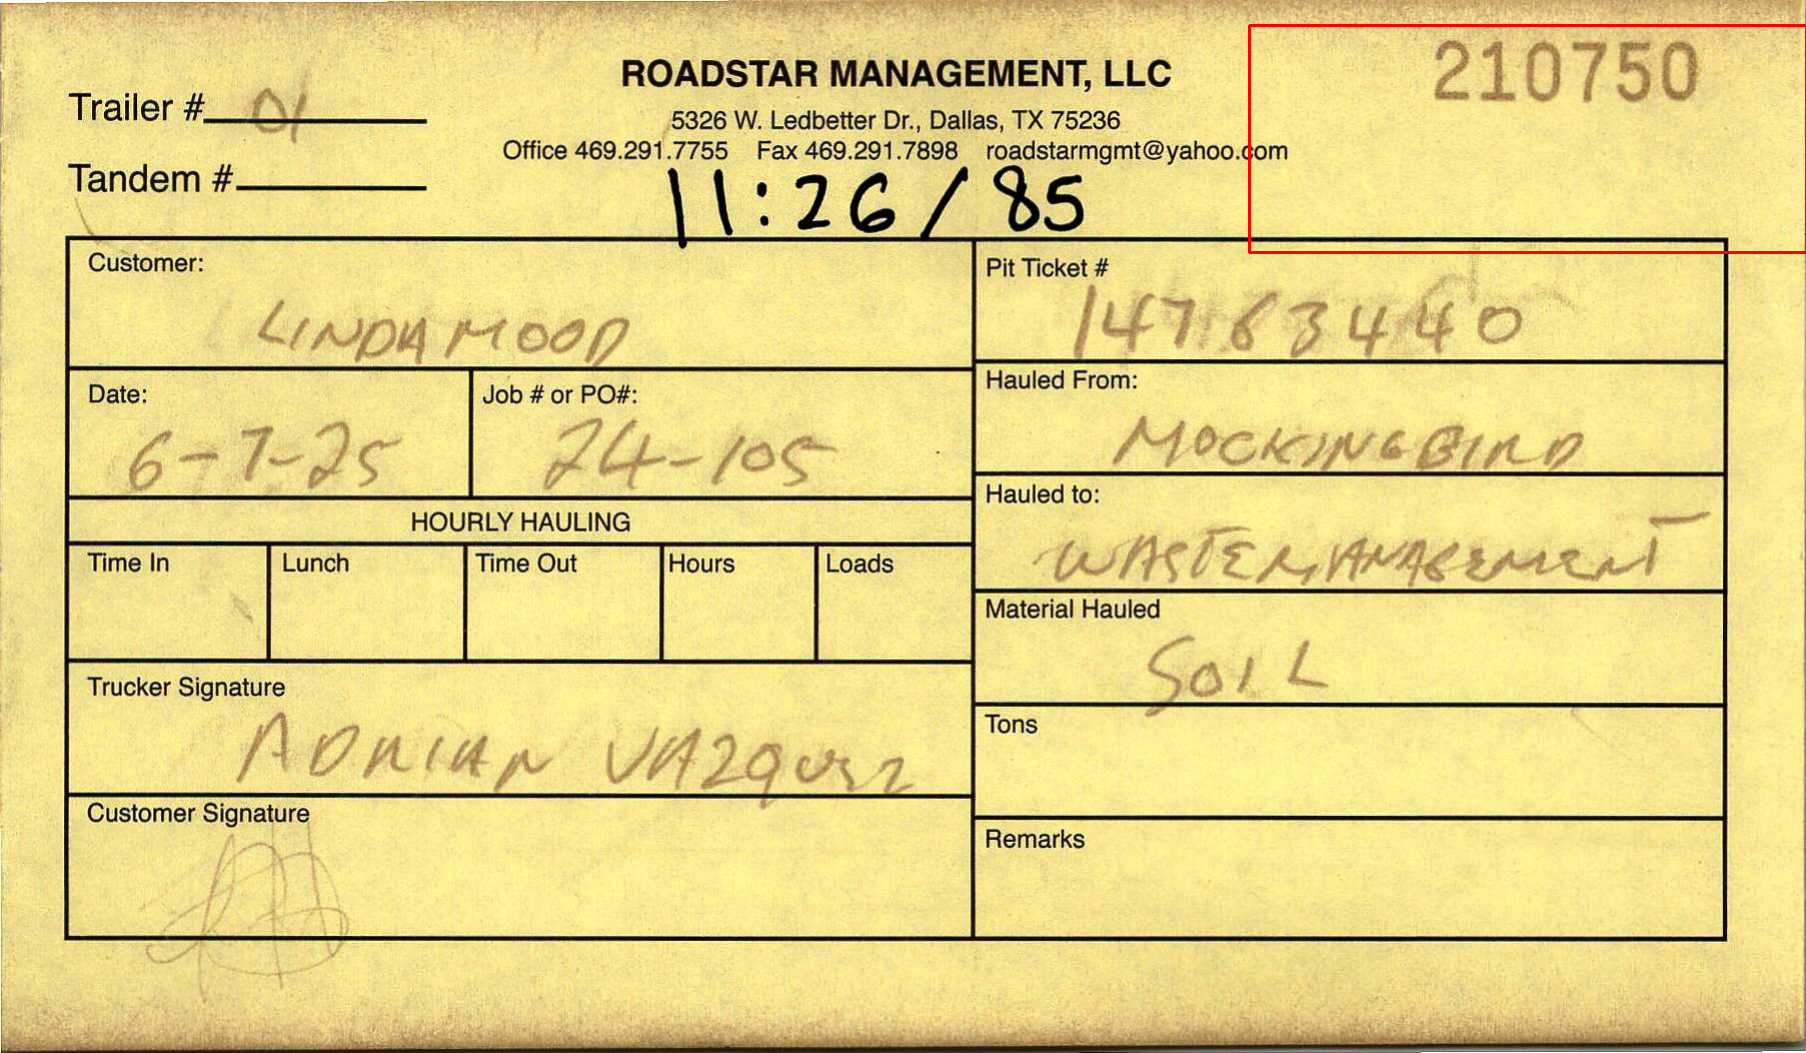 210750
ROADSTAR MANAGEMENT, LLC
Trailer # 01
5326 W. Ledbetter Dr., Dallas, TX 75236
Office 469.291.7755 Fax 469.291.7898 roadstarmgmt@yahoo.com
Tandem #
11:26/85
Customer:
LINDAMOOD
Pit Ticket #
14763440
Date:
6-7-25
Job # or PO#:
24-105
Hauled From:
MOCKINGBIRD
HOURLY HAULING
Hauled to:
WASTEMANAGEMENT
Time In Lunch Time Out Hours Loads
Material Hauled
SOIL
Trucker Signature
ADRIAN VAZQUEZ
Tons
Customer Signature
Remarks